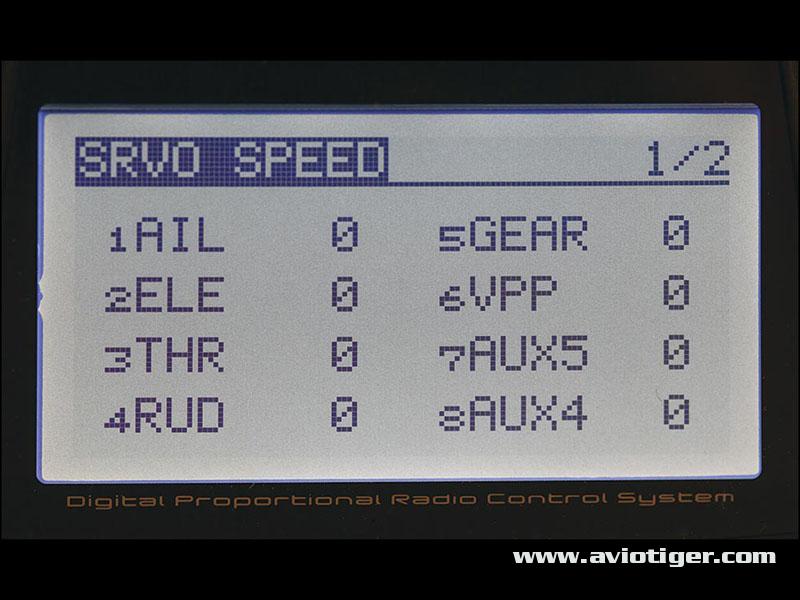 SRVO SPEED 1/2
1AIL 0 5GEAR 0
2ELE 0 6VPP 0
3THR 0 7AUX5 0
4RUD 0 8AUX4 0
Digital Proportional Radio Control System
www.aviotiger.com